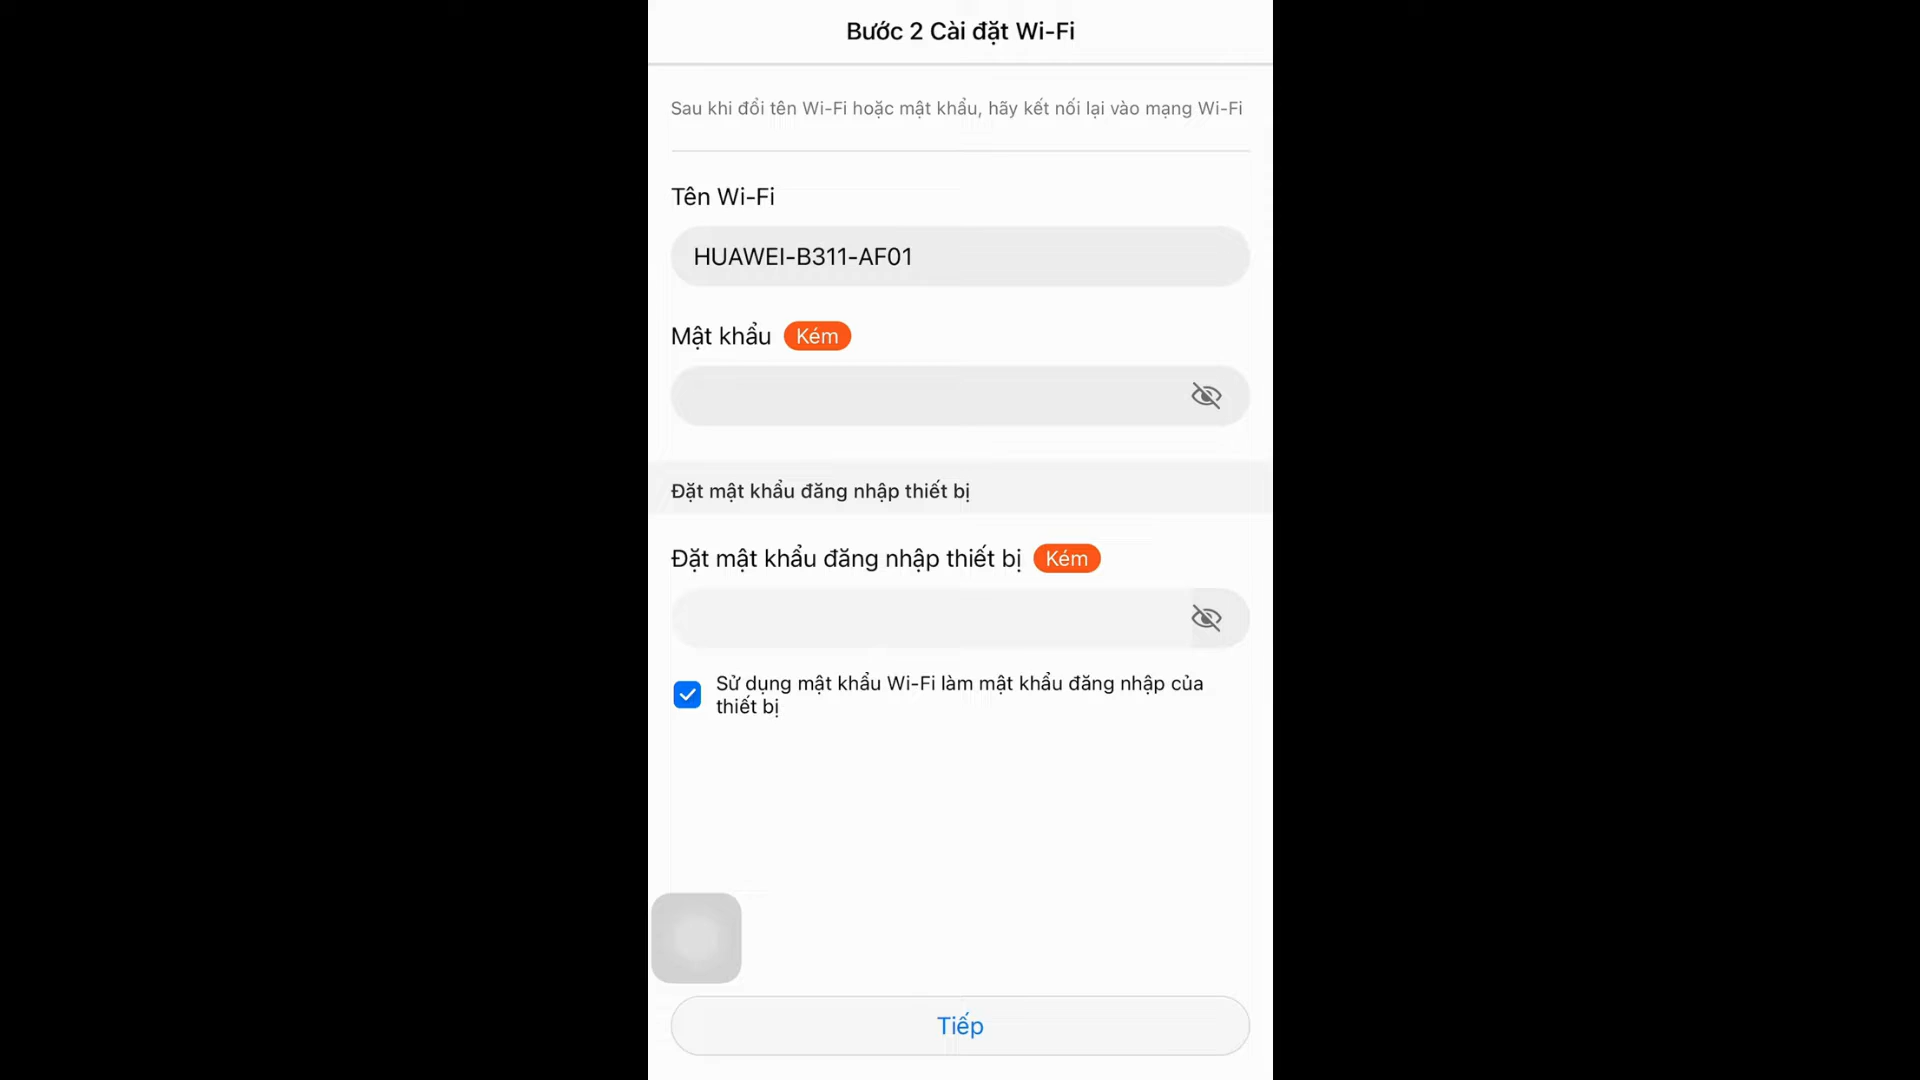 Bước 2 Cài đặt Wi-Fi
Sau khi đổi tên Wi-Fi hoặc mật khẩu, hãy kết nối lại vào mạng Wi-Fi
Tên Wi-Fi
HUAWEI-B311-AF01
Mật khẩu Kém
Đặt mật khẩu đăng nhập thiết bị
Đặt mật khẩu đăng nhập thiết bị Kém
Sử dụng mật khẩu Wi-Fi làm mật khẩu đăng nhập của
thiết bị
Tiếp